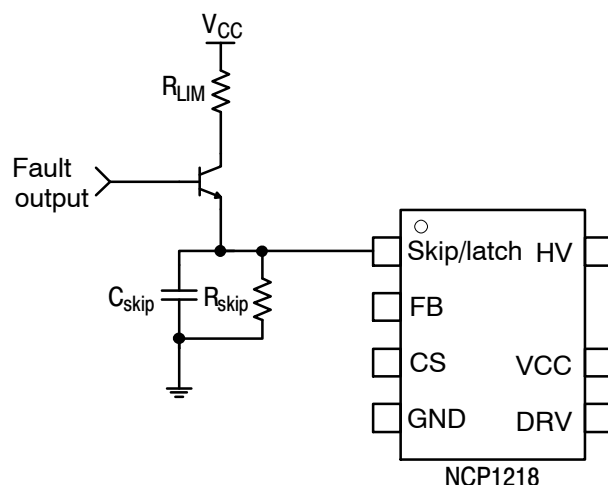 VCC
RLIM
Fault
output
Skip/latch HV
Cskip Rskip
FB
CS VCC
GND DRV
NCP1218